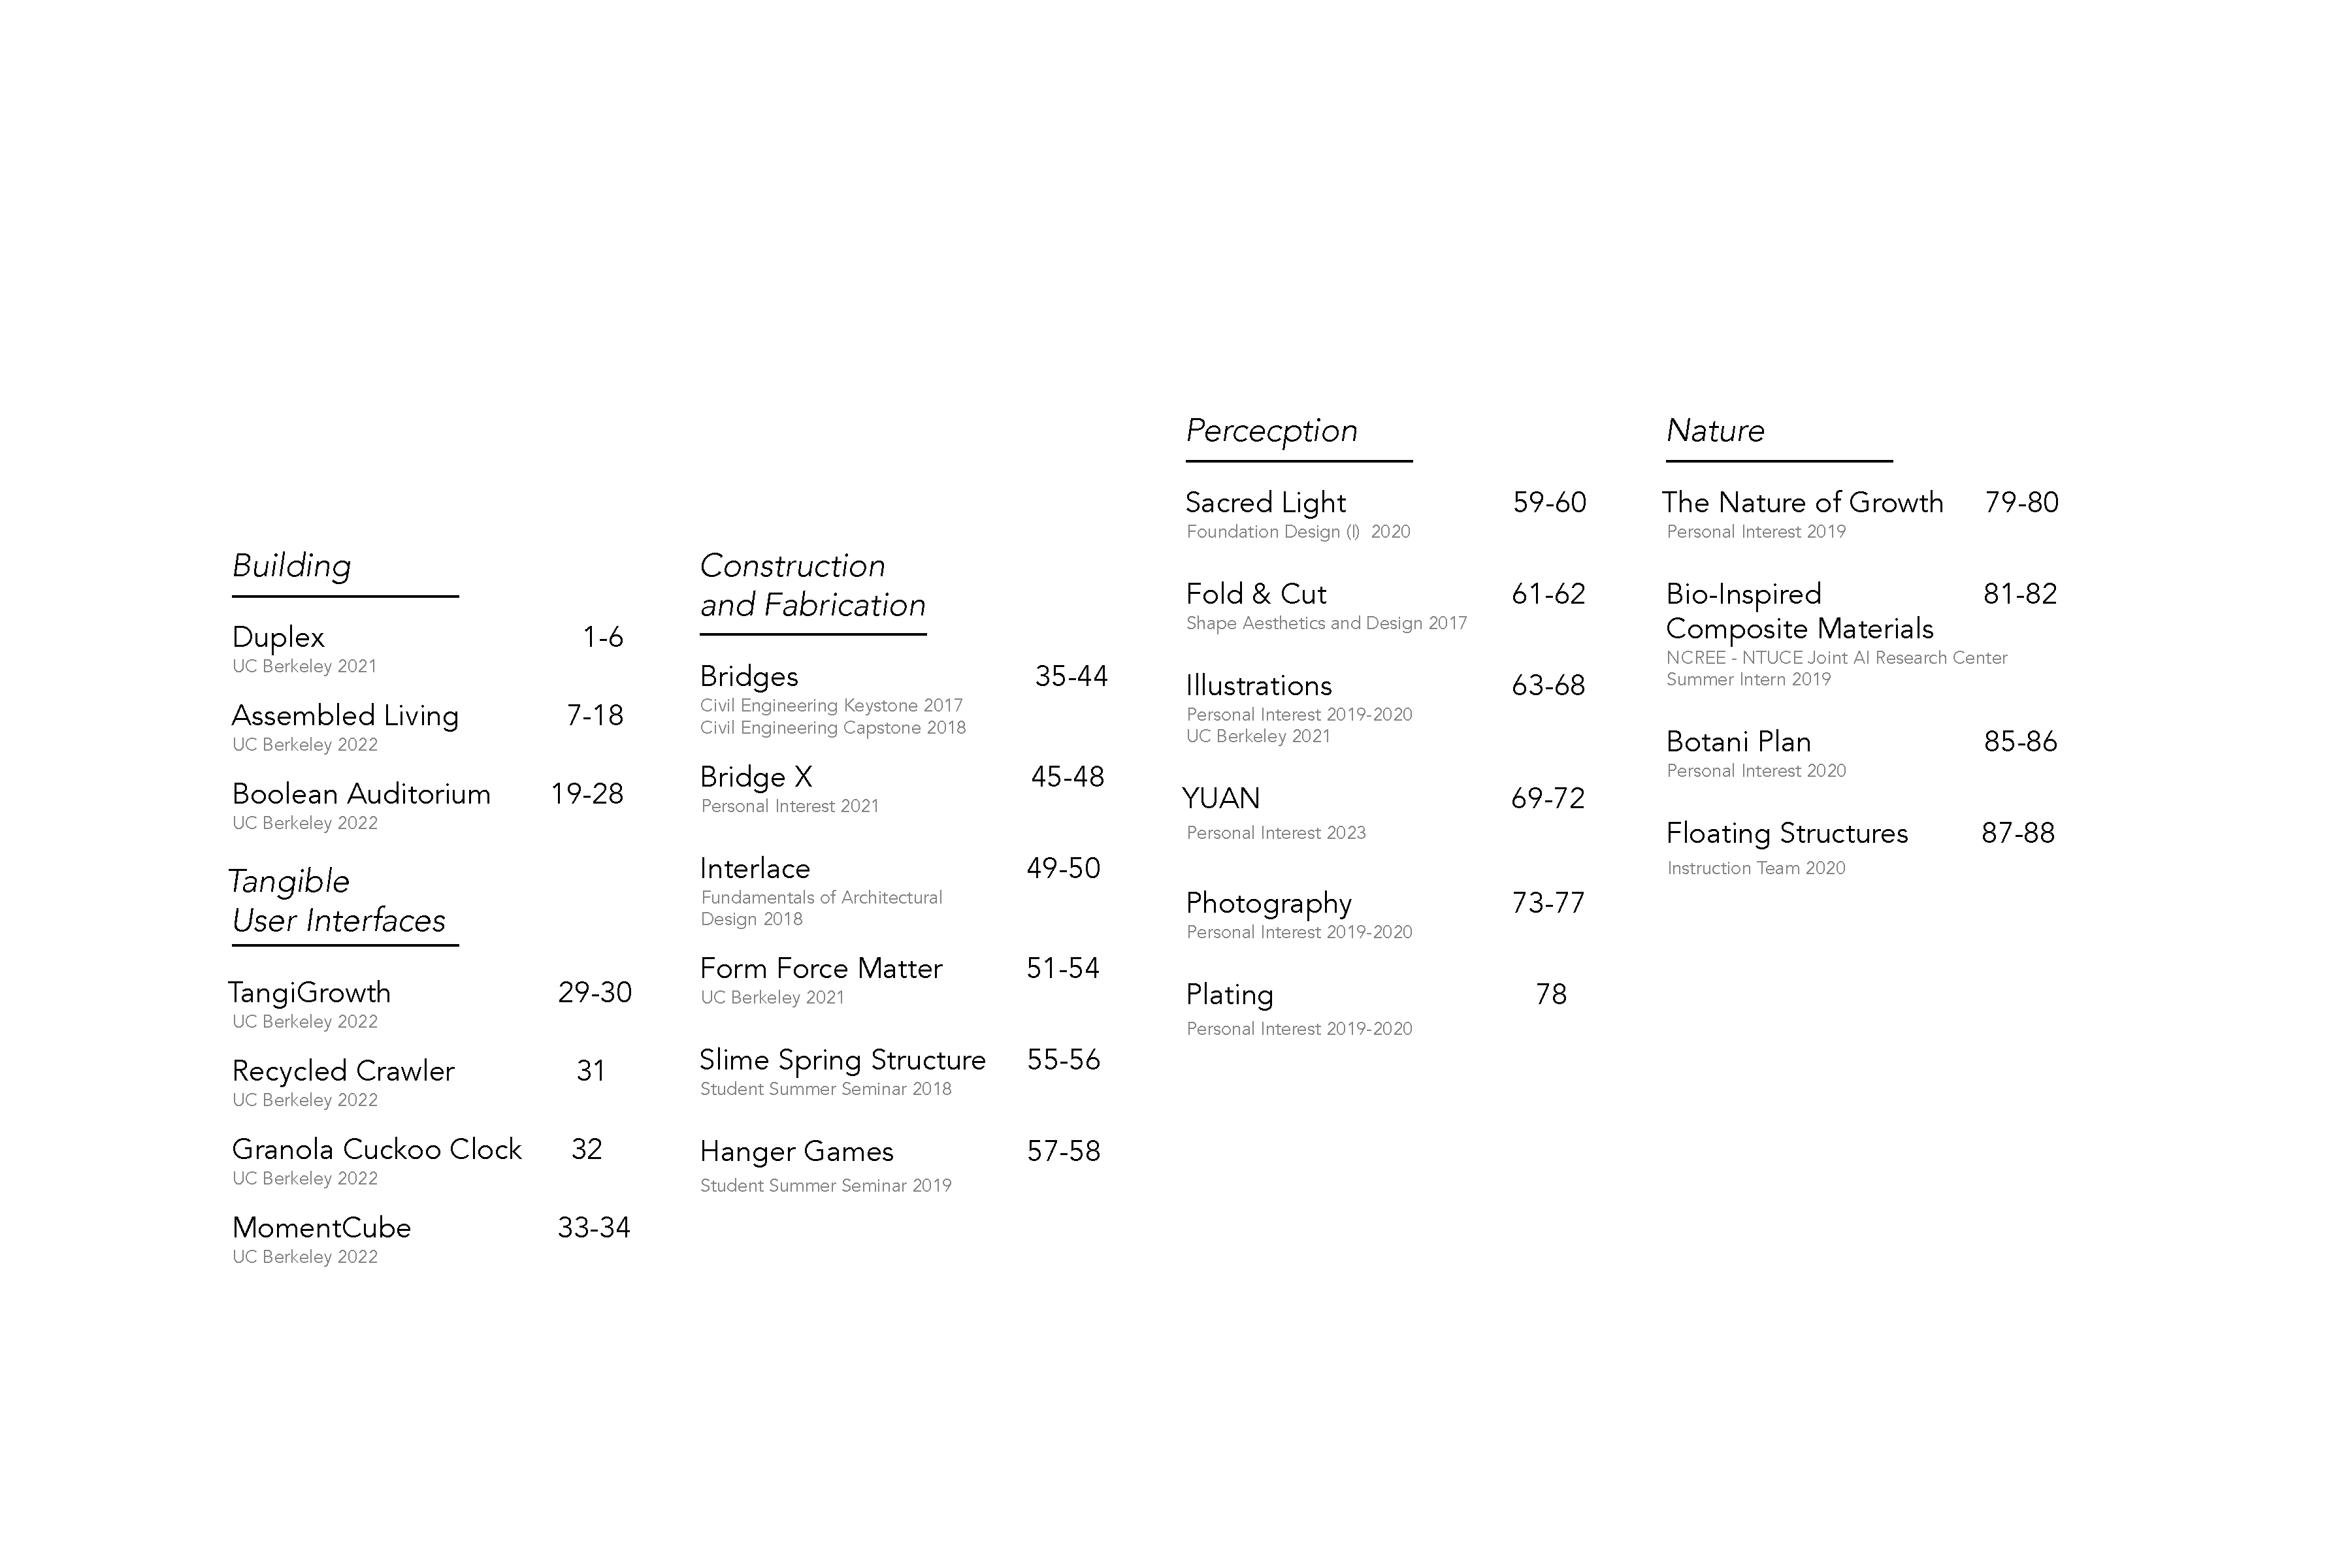 Building
Duplex 1-6
UC Berkeley 2021
Assembled Living 7-18
UC Berkeley 2022
Boolean Auditorium 19-28
UC Berkeley 2022
Tangible
User Interfaces
TangiGrowth 29-30
UC Berkeley 2022
Recycled Crawler 31
UC Berkeley 2022
Granola Cuckoo Clock 32
UC Berkeley 2022
MomentCube 33-34
UC Berkeley 2022
Construction
and Fabrication
Bridges 35-44
Civil Engineering Keystone 2017
Civil Engineering Capstone 2018
Bridge X 45-48
Personal Interest 2021
Interlace 49-50
Fundamentals of Architectural
Design 2018
Form Force Matter 51-54
UC Berkeley 2021
Slime Spring Structure 55-56
Student Summer Seminar 2018
Hanger Games 57-58
Student Summer Seminar 2019
Percecption
Sacred Light 59-60
Foundation Design (I) 2020
Fold & Cut 61-62
Shape Aesthetics and Design 2017
Illustrations 63-68
Personal Interest 2019-2020
UC Berkeley 2021
YUAN 69-72
Personal Interest 2023
Photography 73-77
Personal Interest 2019-2020
Plating 78
Personal Interest 2019-2020
Nature
The Nature of Growth 79-80
Personal Interest 2019
Bio-Inspired 81-82
Composite Materials
NCREE - NTUCE Joint AI Research Center
Summer Intern 2019
Botani Plan 85-86
Personal Interest 2020
Floating Structures 87-88
Instruction Team 2020